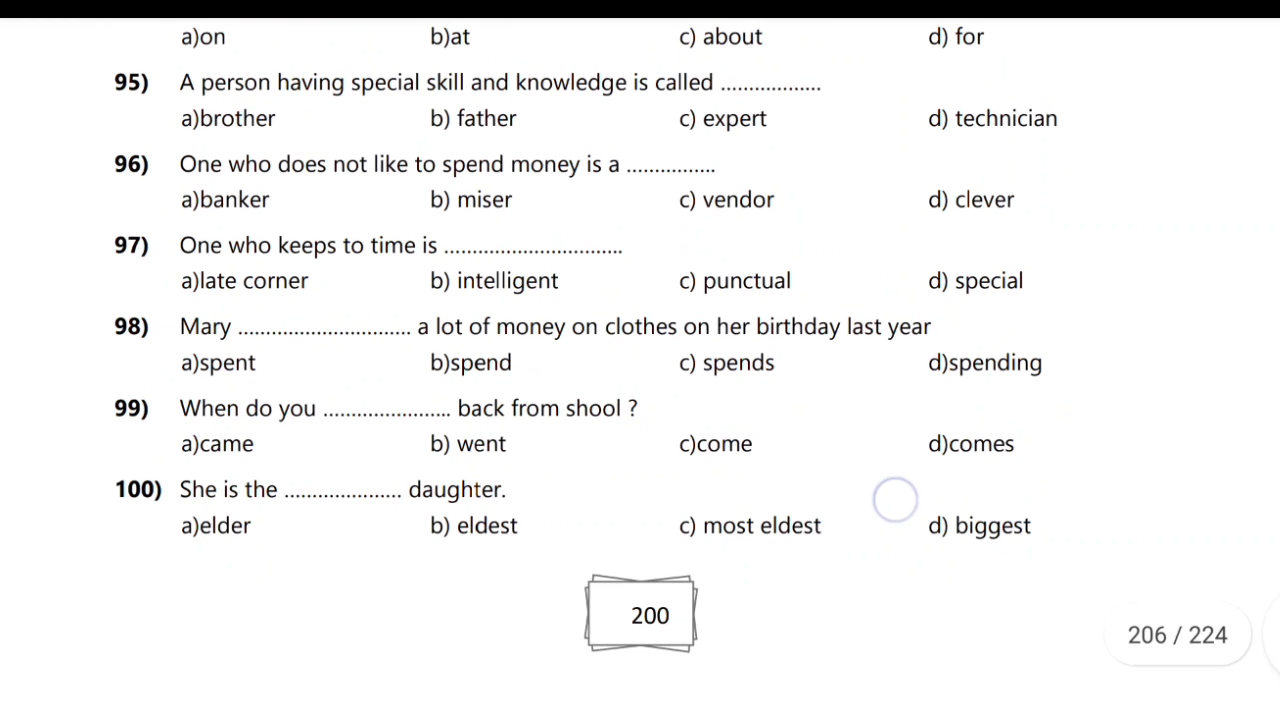 a)on b)at c) about d) for
95) A person having special skill and knowledge is called ..................
a)brother b) father c) expert d) technician
96) One who does not like to spend money is a ................
a)banker b) miser c) vendor d) clever
97) One who keeps to time is ................................
a)late corner b) intelligent c) punctual d) special
98) Mary ............................... a lot of money on clothes on her birthday last year
a)spent b)spend c) spends d)spending
99) When do you ....................... back from shool ?
a)came b) went c)come d)comes
100) She is the ..................... daughter.
a)elder b) eldest c) most eldest d) biggest
200
206 / 224